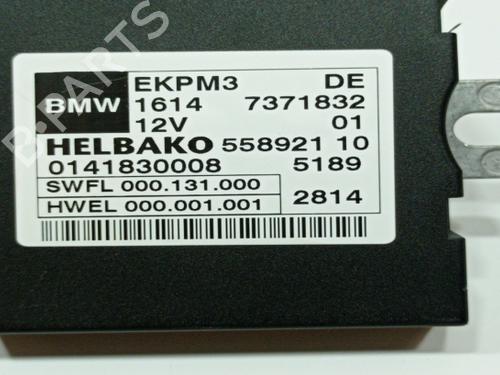 BMW
EKPM3 DE
1614 7371832
12V 01
HELBAKO 558921 10
0141830008 5189
SWFL 000.131.000
HWEL 000.001.001
2814
B-PARTS